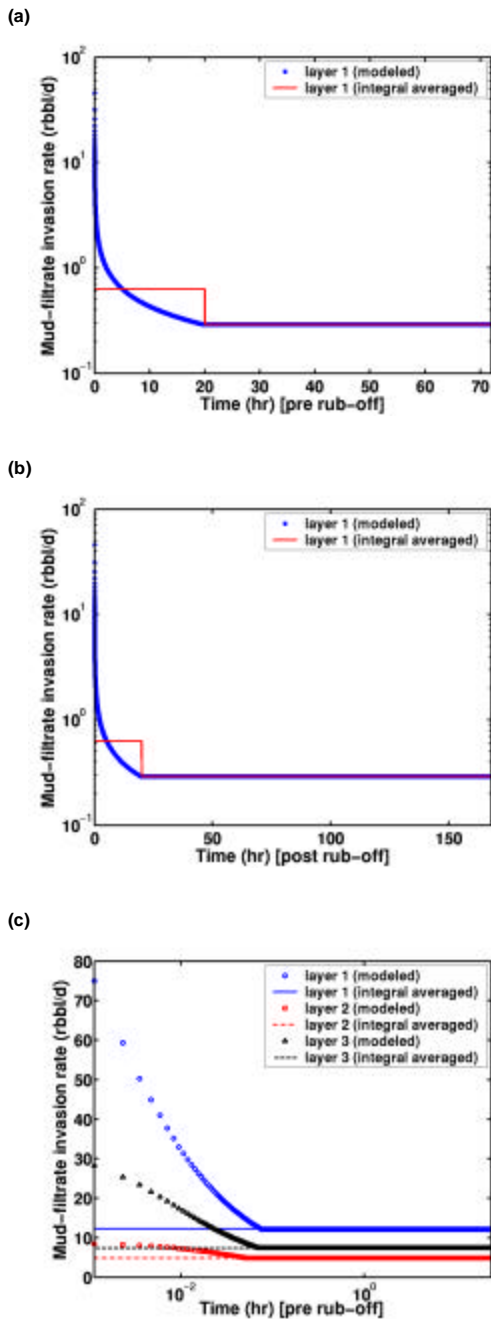 (a)
Mud-filtrate invasion rate (rbbl/d)
10^2
10^1
10^0
10^-1
layer 1 (modeled)
layer 1 (integral averaged)
0 10 20 30 40 50 60 70
Time (hr) [pre rub-off]
(b)
Mud-filtrate invasion rate (rbbl/d)
10^2
10^1
10^0
10^-1
layer 1 (modeled)
layer 1 (integral averaged)
0 50 100 150
Time (hr) [post rub-off]
(c)
Mud-filtrate invasion rate (rbbl/d)
80
70
60
50
40
30
20
10
0
layer 1 (modeled)
layer 1 (integral averaged)
layer 2 (modeled)
layer 2 (integral averaged)
layer 3 (modeled)
layer 3 (integral averaged)
10^-2 10^0
Time (hr) [pre rub-off]